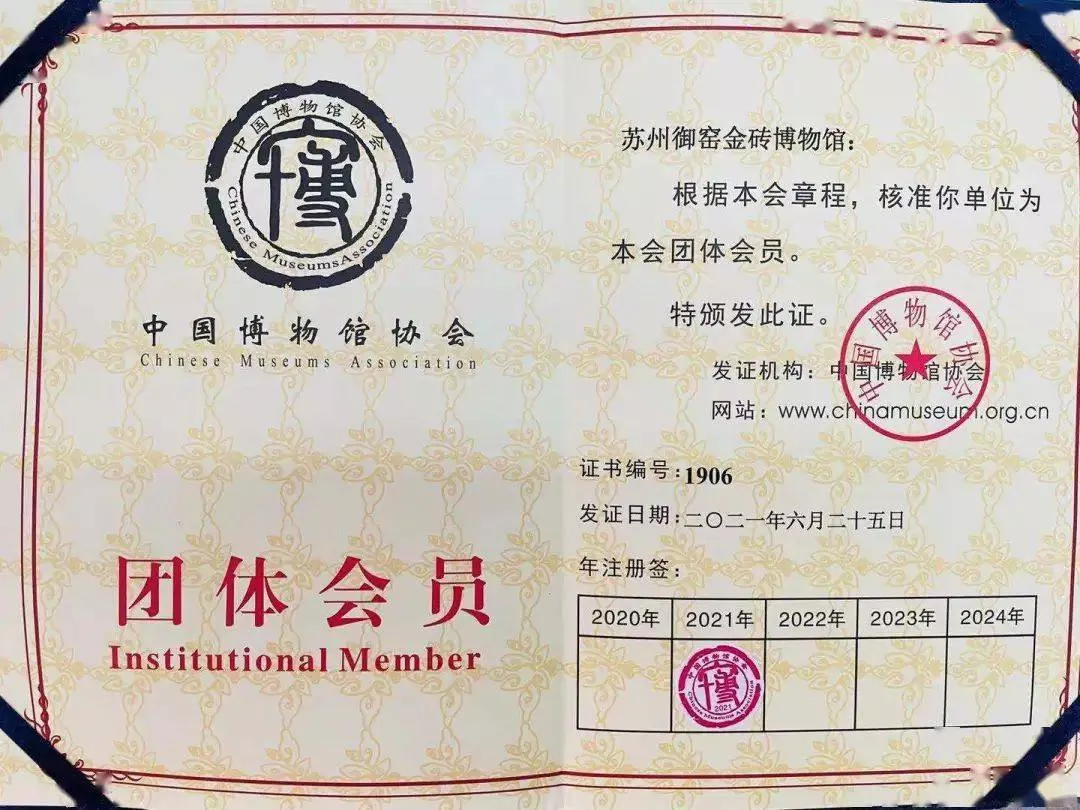 中国博物馆协会
Chinese Museums Association
中国博物馆协会
Chinese Museums Association
团体会员
Institutional Member
苏州御窑金砖博物馆：
根据本会章程，核准你单位为
本会团体会员。
特颁发此证。
发证机构：中国博物馆协会
网站：www.chinamuseum.org.cn
中国博物馆协会
证书编号：1906
发证日期：二〇二一年六月二十五日
年注册签：
2020年 2021年 2022年 2023年 2024年
中国博物馆协会
2021
Chinese Museums Association